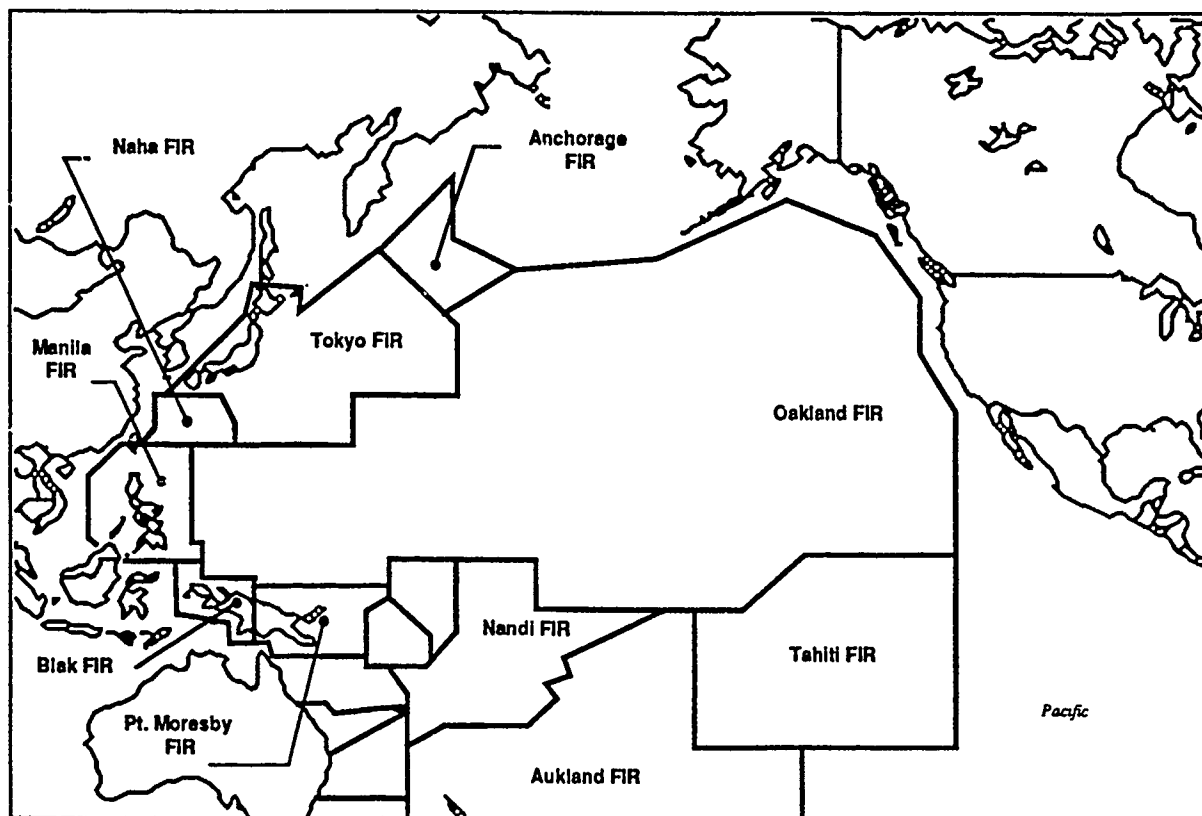 Naha FIR
Anchorage
FIR
Manila
FIR
Tokyo FIR
Oakland FIR
Nandi FIR
Biak FIR
Tahiti FIR
Pt. Moresby
FIR
Pacific
Aukland FIR